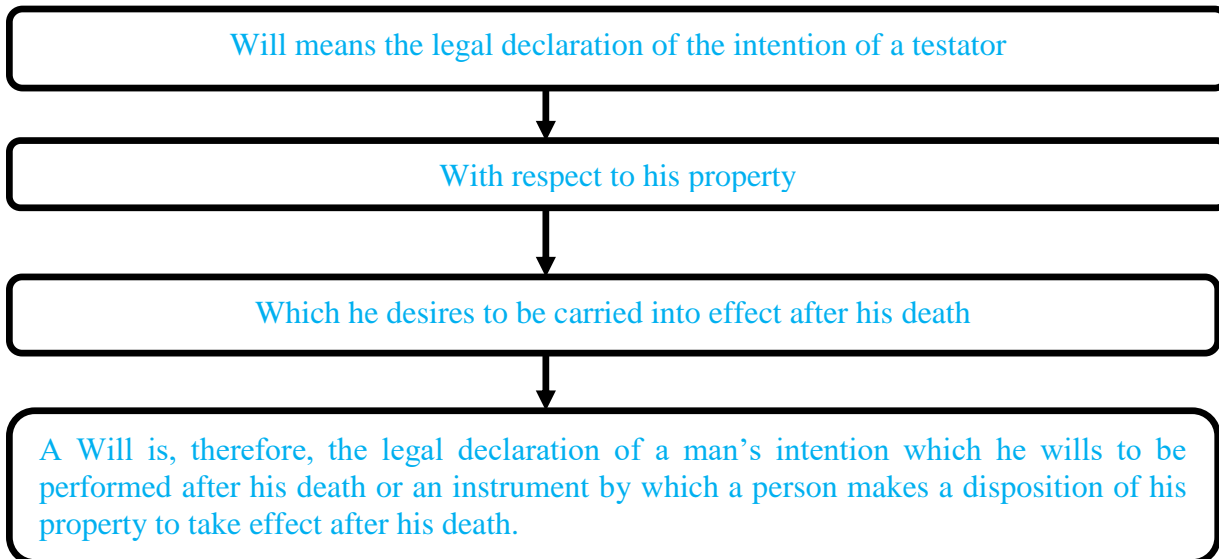 Will means the legal declaration of the intention of a testator
With respect to his property
Which he desires to be carried into effect after his death
A Will is, therefore, the legal declaration of a man’s intention which he wills to be
performed after his death or an instrument by which a person makes a disposition of his
property to take effect after his death.